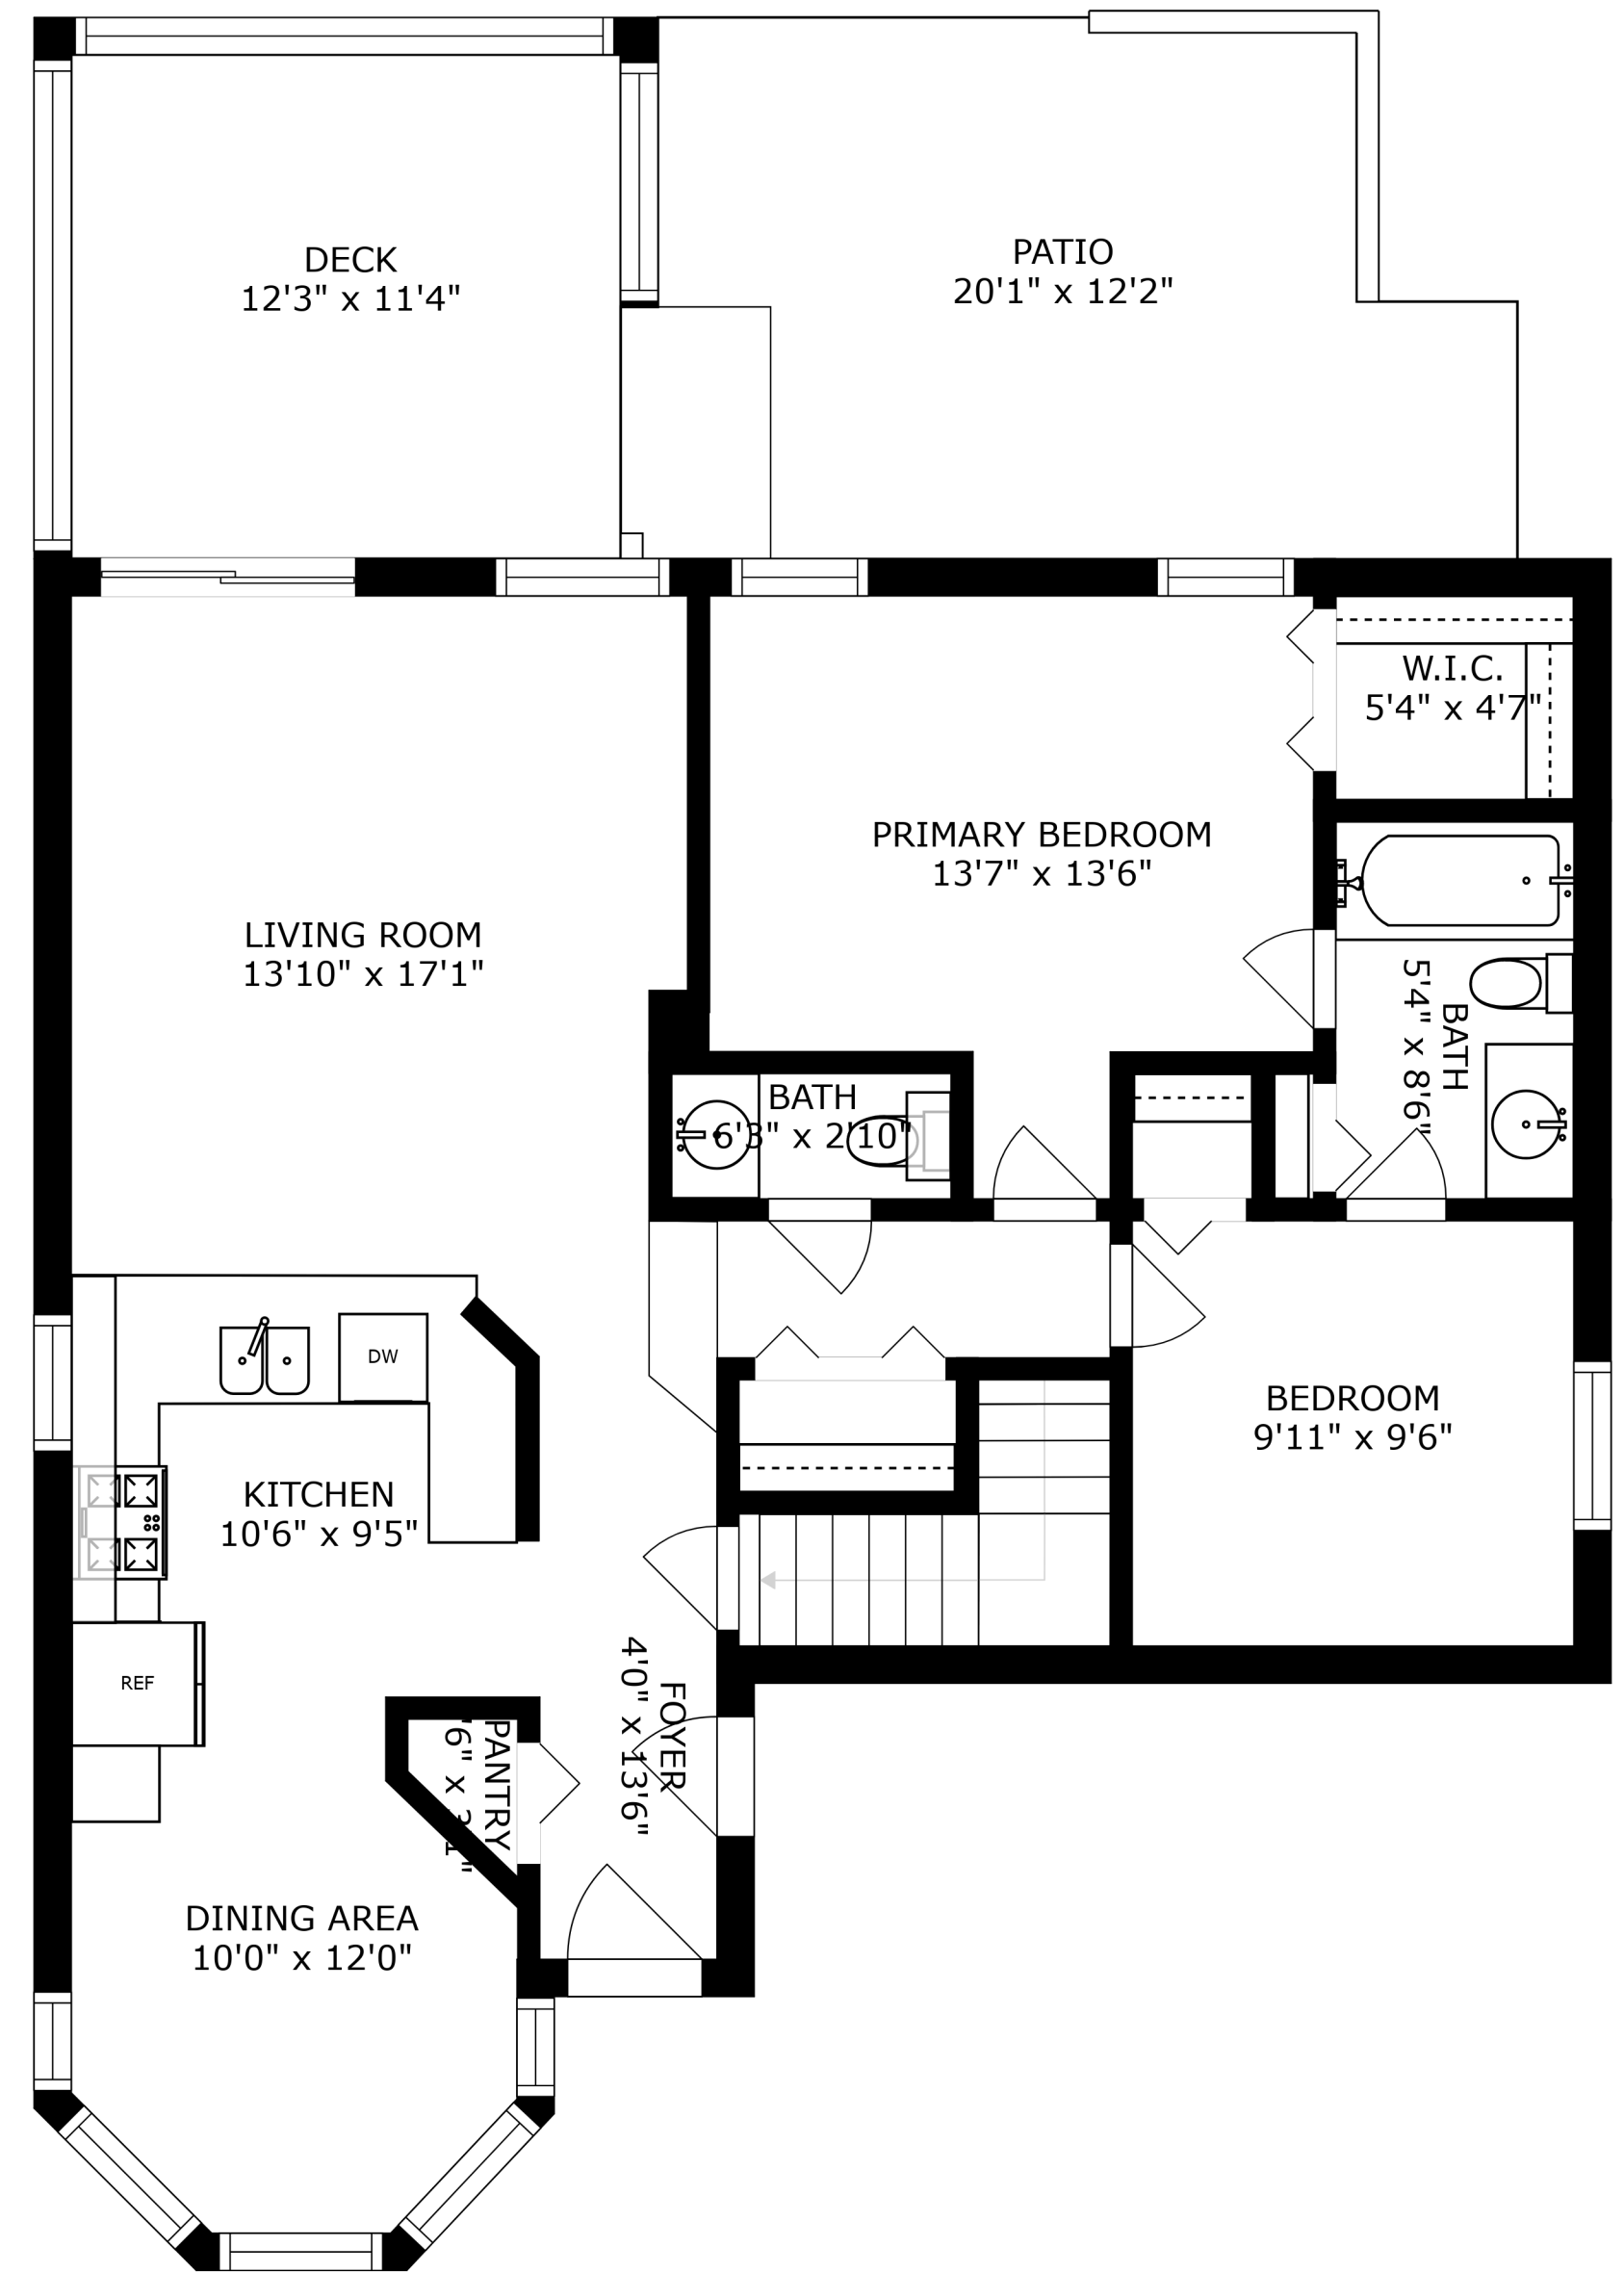 DECK
12'3" x 11'4"
PATIO
20'1" x 12'2"
W.I.C.
5'4" x 4'7"
PRIMARY BEDROOM
13'7" x 13'6"
LIVING ROOM
13'10" x 17'1"
BATH
5'4" x 8'6"
BATH
6'3" x 2'10"
DW
BEDROOM
9'11" x 9'6"
KITCHEN
10'6" x 9'5"
REF
FOYER
4'0" x 13'6"
PANTRY
'6" x
DINING AREA
10'0" x 12'0"